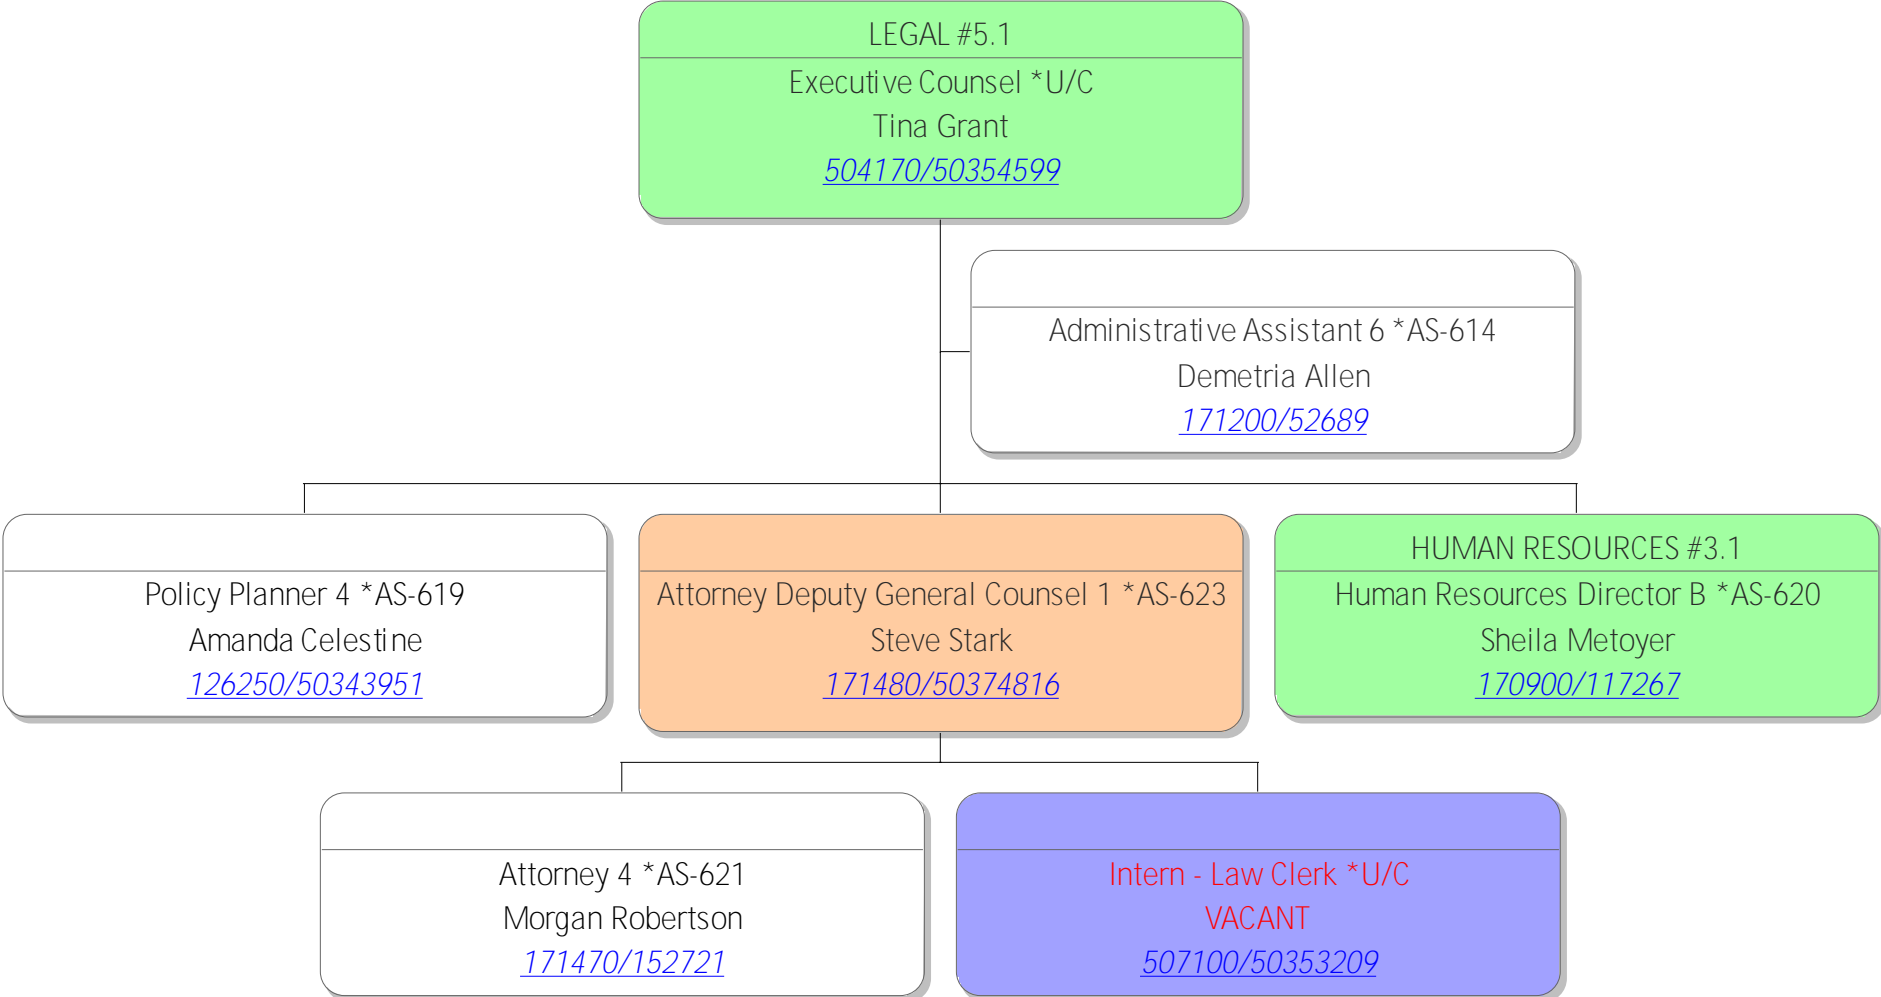 LEGAL #5.1
Executive Counsel *U/C
Tina Grant
504170/50354599
Administrative Assistant 6 *AS-614
Demetria Allen
171200/52689
Policy Planner 4 *AS-619
Amanda Celestine
126250/50343951
Attorney Deputy General Counsel 1 *AS-623
Steve Stark
171480/50374816
HUMAN RESOURCES #3.1
Human Resources Director B *AS-620
Sheila Metoyer
170900/117267
Attorney 4 *AS-621
Morgan Robertson
171470/152721
Intern - Law Clerk *U/C
VACANT
507100/50353209